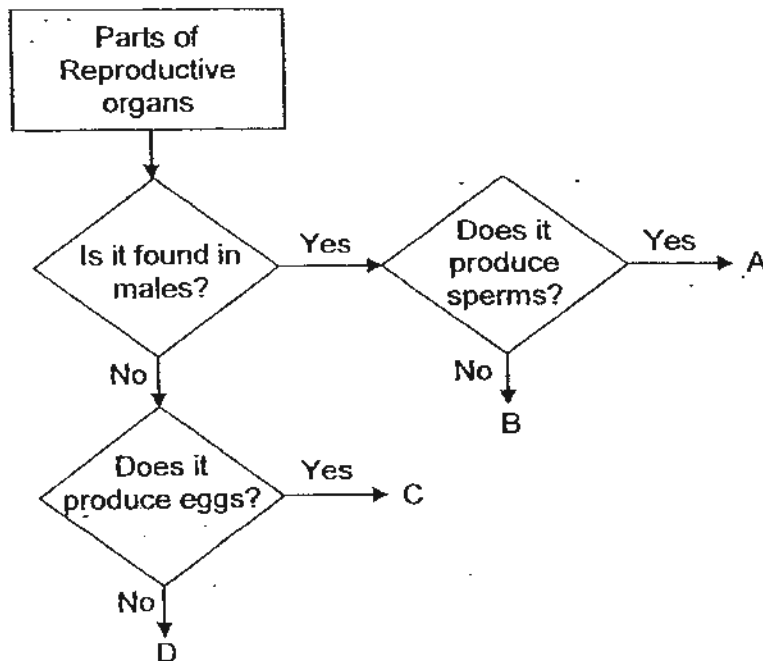 Parts of
Reproductive
organs
Is it found in
males?
Yes
Does it
produce
sperms?
Yes
A
No
B
No
Does it
produce eggs?
Yes
C
No
D